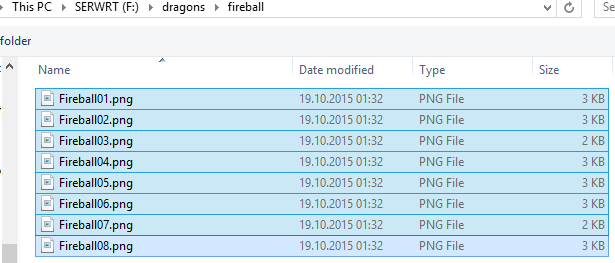 This PC › SERWRT (F:) › dragons › fireball Se
folder
Name Date modified Type Size
Fireball01.png 19.10.2015 01:32 PNG File 3 KB
Fireball02.png 19.10.2015 01:32 PNG File 3 KB
Fireball03.png 19.10.2015 01:32 PNG File 2 KB
Fireball04.png 19.10.2015 01:32 PNG File 3 KB
Fireball05.png 19.10.2015 01:32 PNG File 3 KB
Fireball06.png 19.10.2015 01:32 PNG File 3 KB
Fireball07.png 19.10.2015 01:32 PNG File 2 KB
Fireball08.png 19.10.2015 01:32 PNG File 3 KB